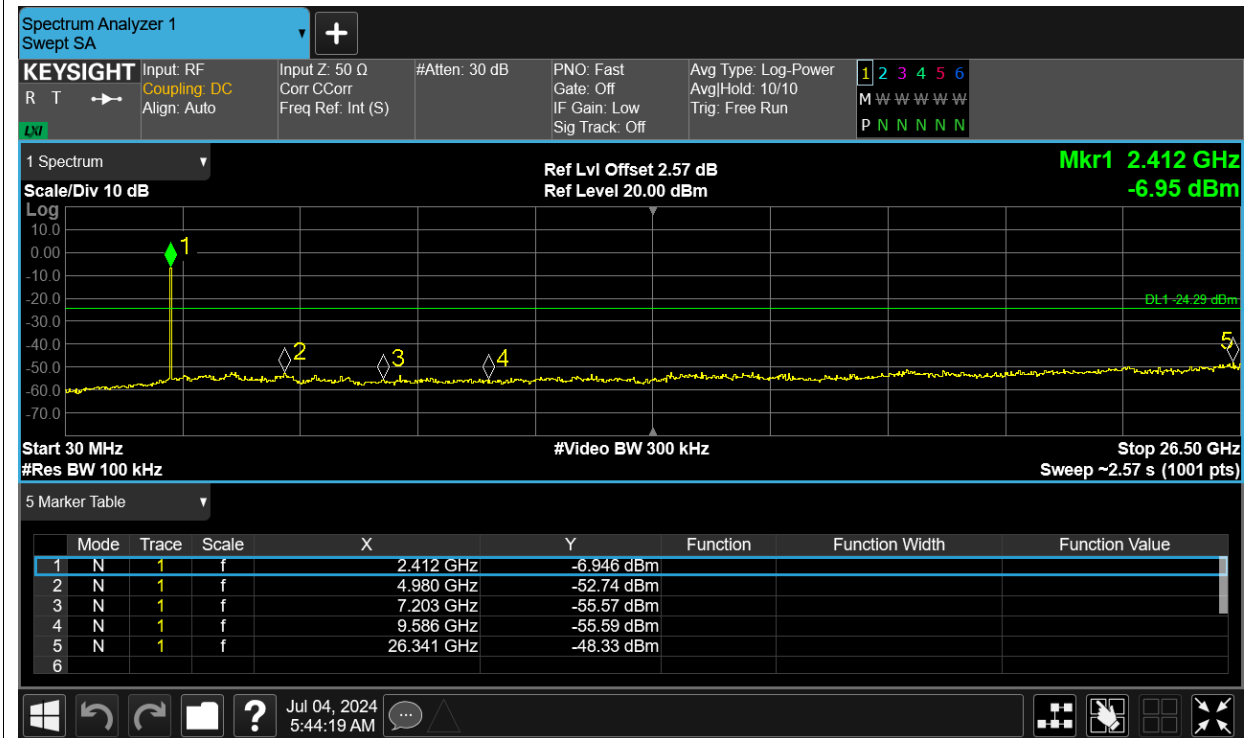 Spectrum Analyzer 1
Swept SA
+
KEYSIGHT
R T
LXI
Input: RF
Coupling: DC
Align: Auto
Input Z: 50 Ω
Corr CCorr
Freq Ref: Int (S)
#Atten: 30 dB
PNO: Fast
Gate: Off
IF Gain: Low
Sig Track: Off
Avg Type: Log-Power
Avg|Hold: 10/10
Trig: Free Run
1 2 3 4 5 6
M W W W W W
P N N N N N
1 Spectrum
Scale/Div 10 dB
Ref Lvl Offset 2.57 dB
Ref Level 20.00 dBm
Mkr1 2.412 GHz
-6.95 dBm
Log
10.0
0.00
-10.0
-20.0
-30.0
-40.0
-50.0
-60.0
-70.0
1
DL1 -24.29 dBm
2
3
4
5
Start 30 MHz
#Video BW 300 kHz
Stop 26.50 GHz
#Res BW 100 kHz
Sweep ~2.57 s (1001 pts)
5 Marker Table
Mode Trace Scale X Y Function Function Width Function Value
1 N 1 f 2.412 GHz -6.946 dBm
2 N 1 f 4.980 GHz -52.74 dBm
3 N 1 f 7.203 GHz -55.57 dBm
4 N 1 f 9.586 GHz -55.59 dBm
5 N 1 f 26.341 GHz -48.33 dBm
6
?
Jul 04, 2024
5:44:19 AM